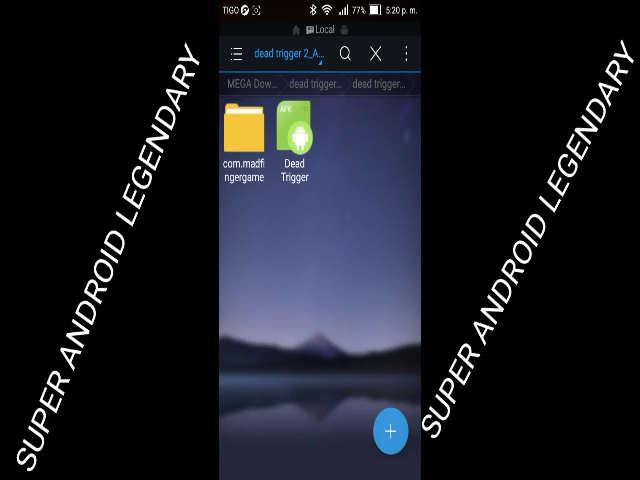 TIGO 77% 5:20 p. m.
Local
dead trigger 2_A...
MEGA Dow... dead trigger... dead trigger...
APK
com.madfi
ngergame
Dead
Trigger
SUPER ANDROID LEGENDARY
SUPER ANDROID LEGENDARY